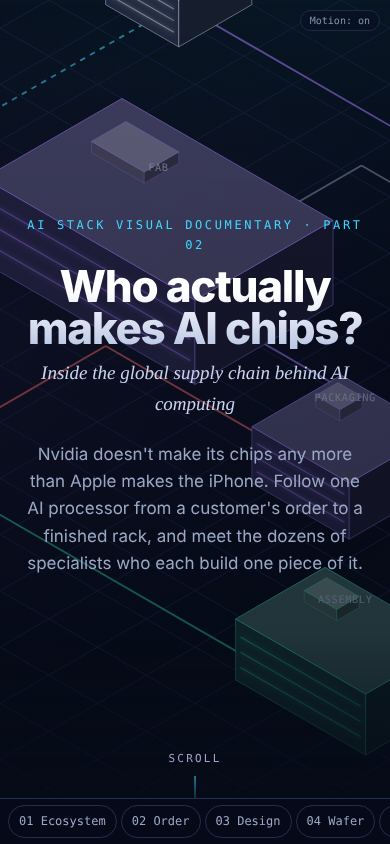 Motion: on
FAB
AI STACK VISUAL DOCUMENTARY · PART
02
Who actually
makes AI chips?
Inside the global supply chain behind AI
computing
PACKAGING
Nvidia doesn't make its chips any more
than Apple makes the iPhone. Follow one
AI processor from a customer's order to a
finished rack, and meet the dozens of
specialists who each build one piece of it.
ASSEMBLY
SCROLL
01 Ecosystem
02 Order
03 Design
04 Wafer